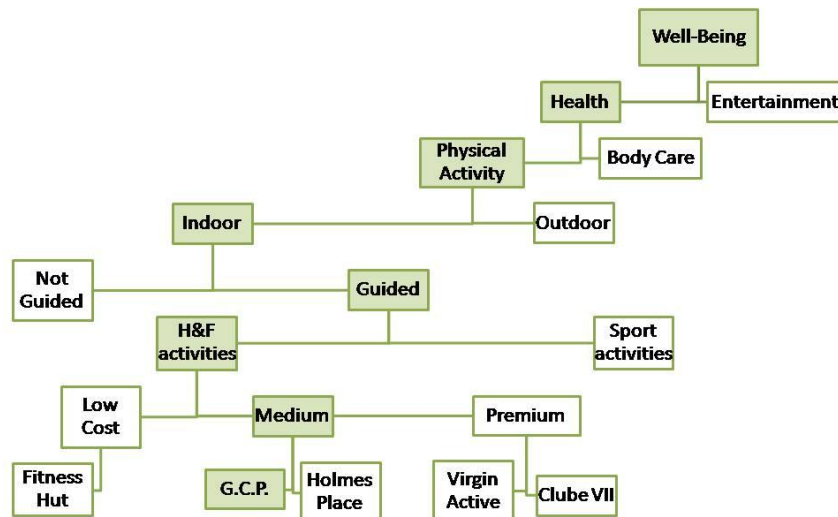 Well-Being
Health
Entertainment
Physical
Activity
Body Care
Indoor
Outdoor
Not
Guided
Guided
H&F
activities
Sport
activities
Low
Cost
Medium
Premium
Fitness
Hut
G.C.P.
Holmes
Place
Virgin
Active
Clube VII